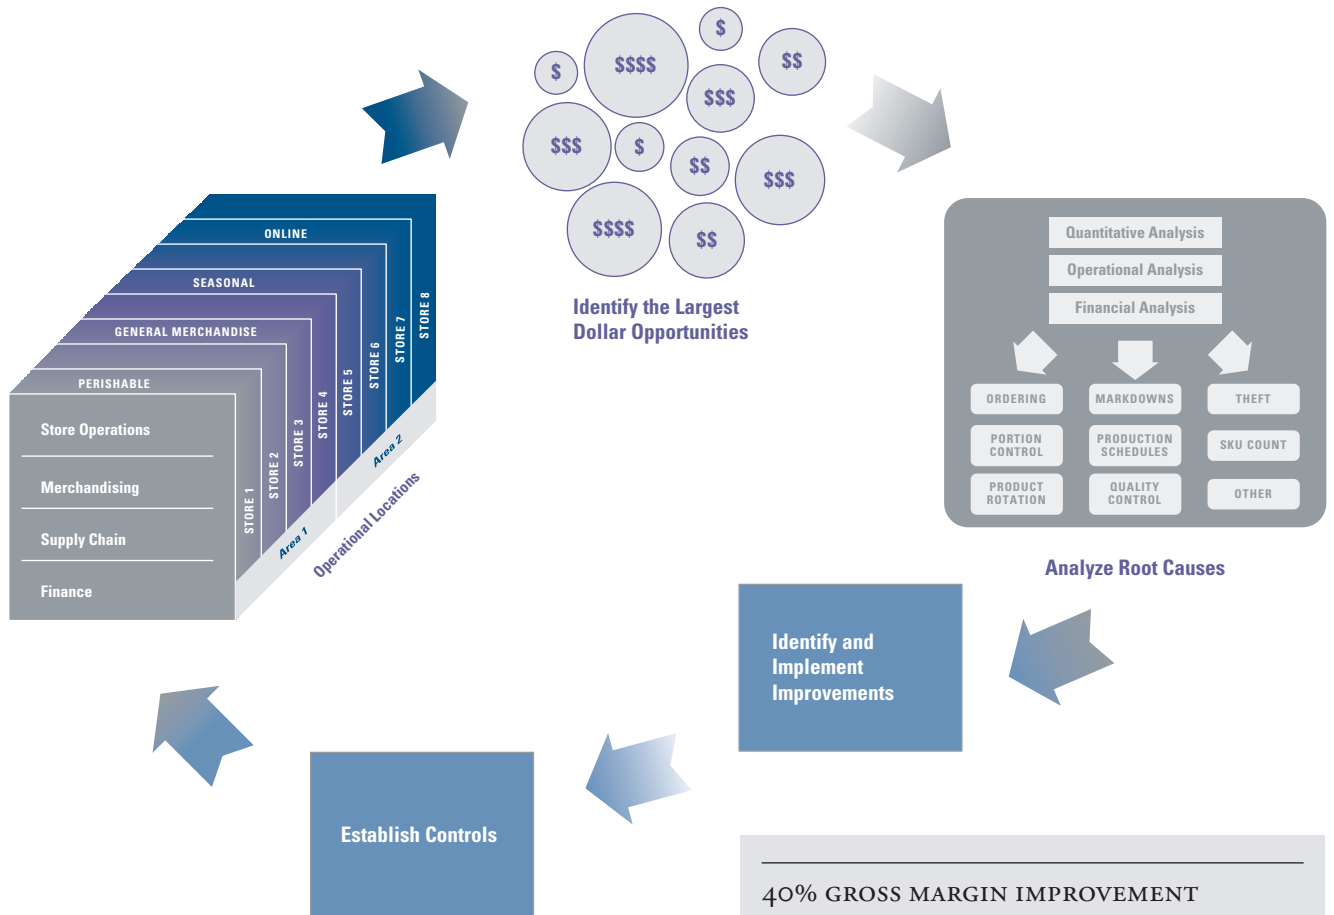 $
$$$$
$
$$
$$$
$$$
$
$$
$$$
$$$$
$$
Identify the Largest
Dollar Opportunities
ONLINE
SEASONAL
GENERAL MERCHANDISE
PERISHABLE
Store Operations
Merchandising
Supply Chain
Finance
STORE 1
STORE 2
STORE 3
STORE 4
STORE 5
STORE 6
STORE 7
STORE 8
Area 1
Area 2
Operational Locations
Quantitative Analysis
Operational Analysis
Financial Analysis
ORDERING
MARKDOWNS
THEFT
PORTION
CONTROL
PRODUCTION
SCHEDULES
SKU COUNT
PRODUCT
ROTATION
QUALITY
CONTROL
OTHER
Analyze Root Causes
Identify and
Implement
Improvements
Establish Controls
40% GROSS MARGIN IMPROVEMENT